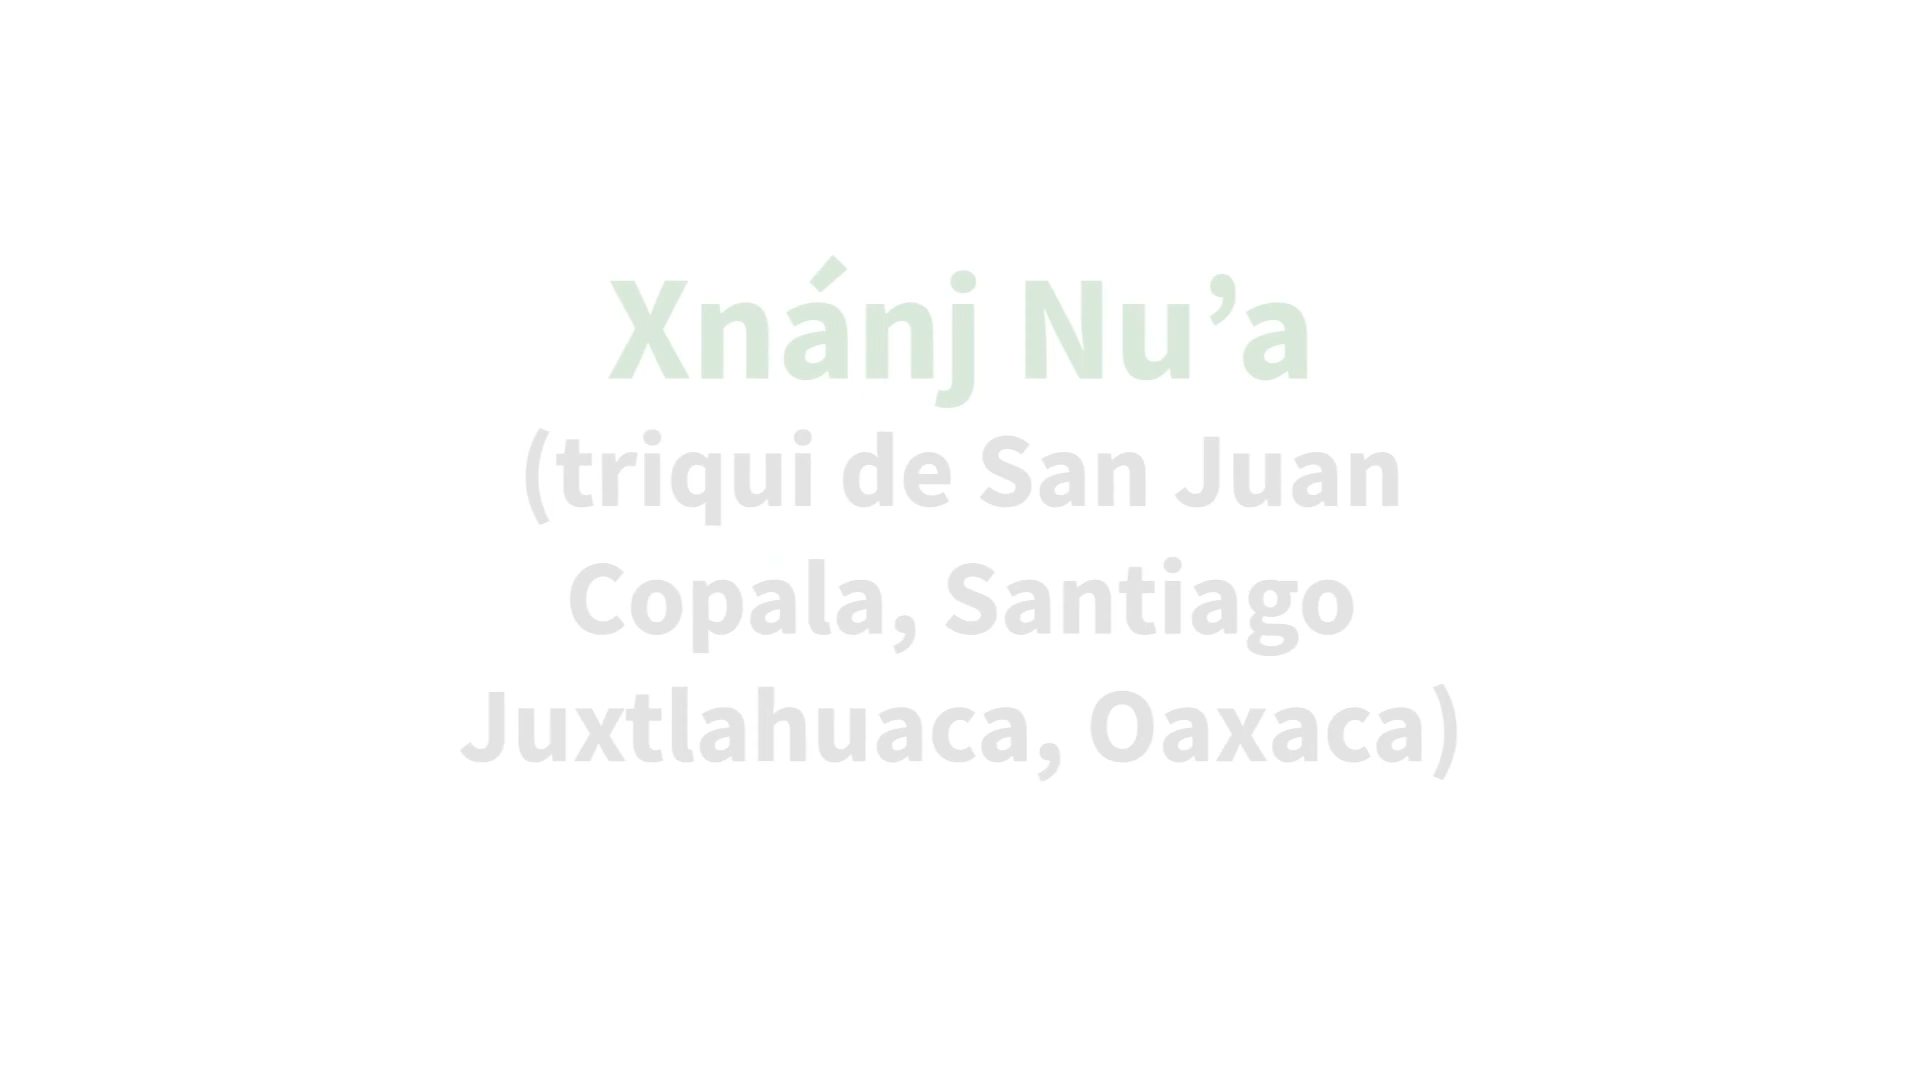 Xnánj Nu’a
(triqui de San Juan
Copala, Santiago
Juxtlahuaca, Oaxaca)